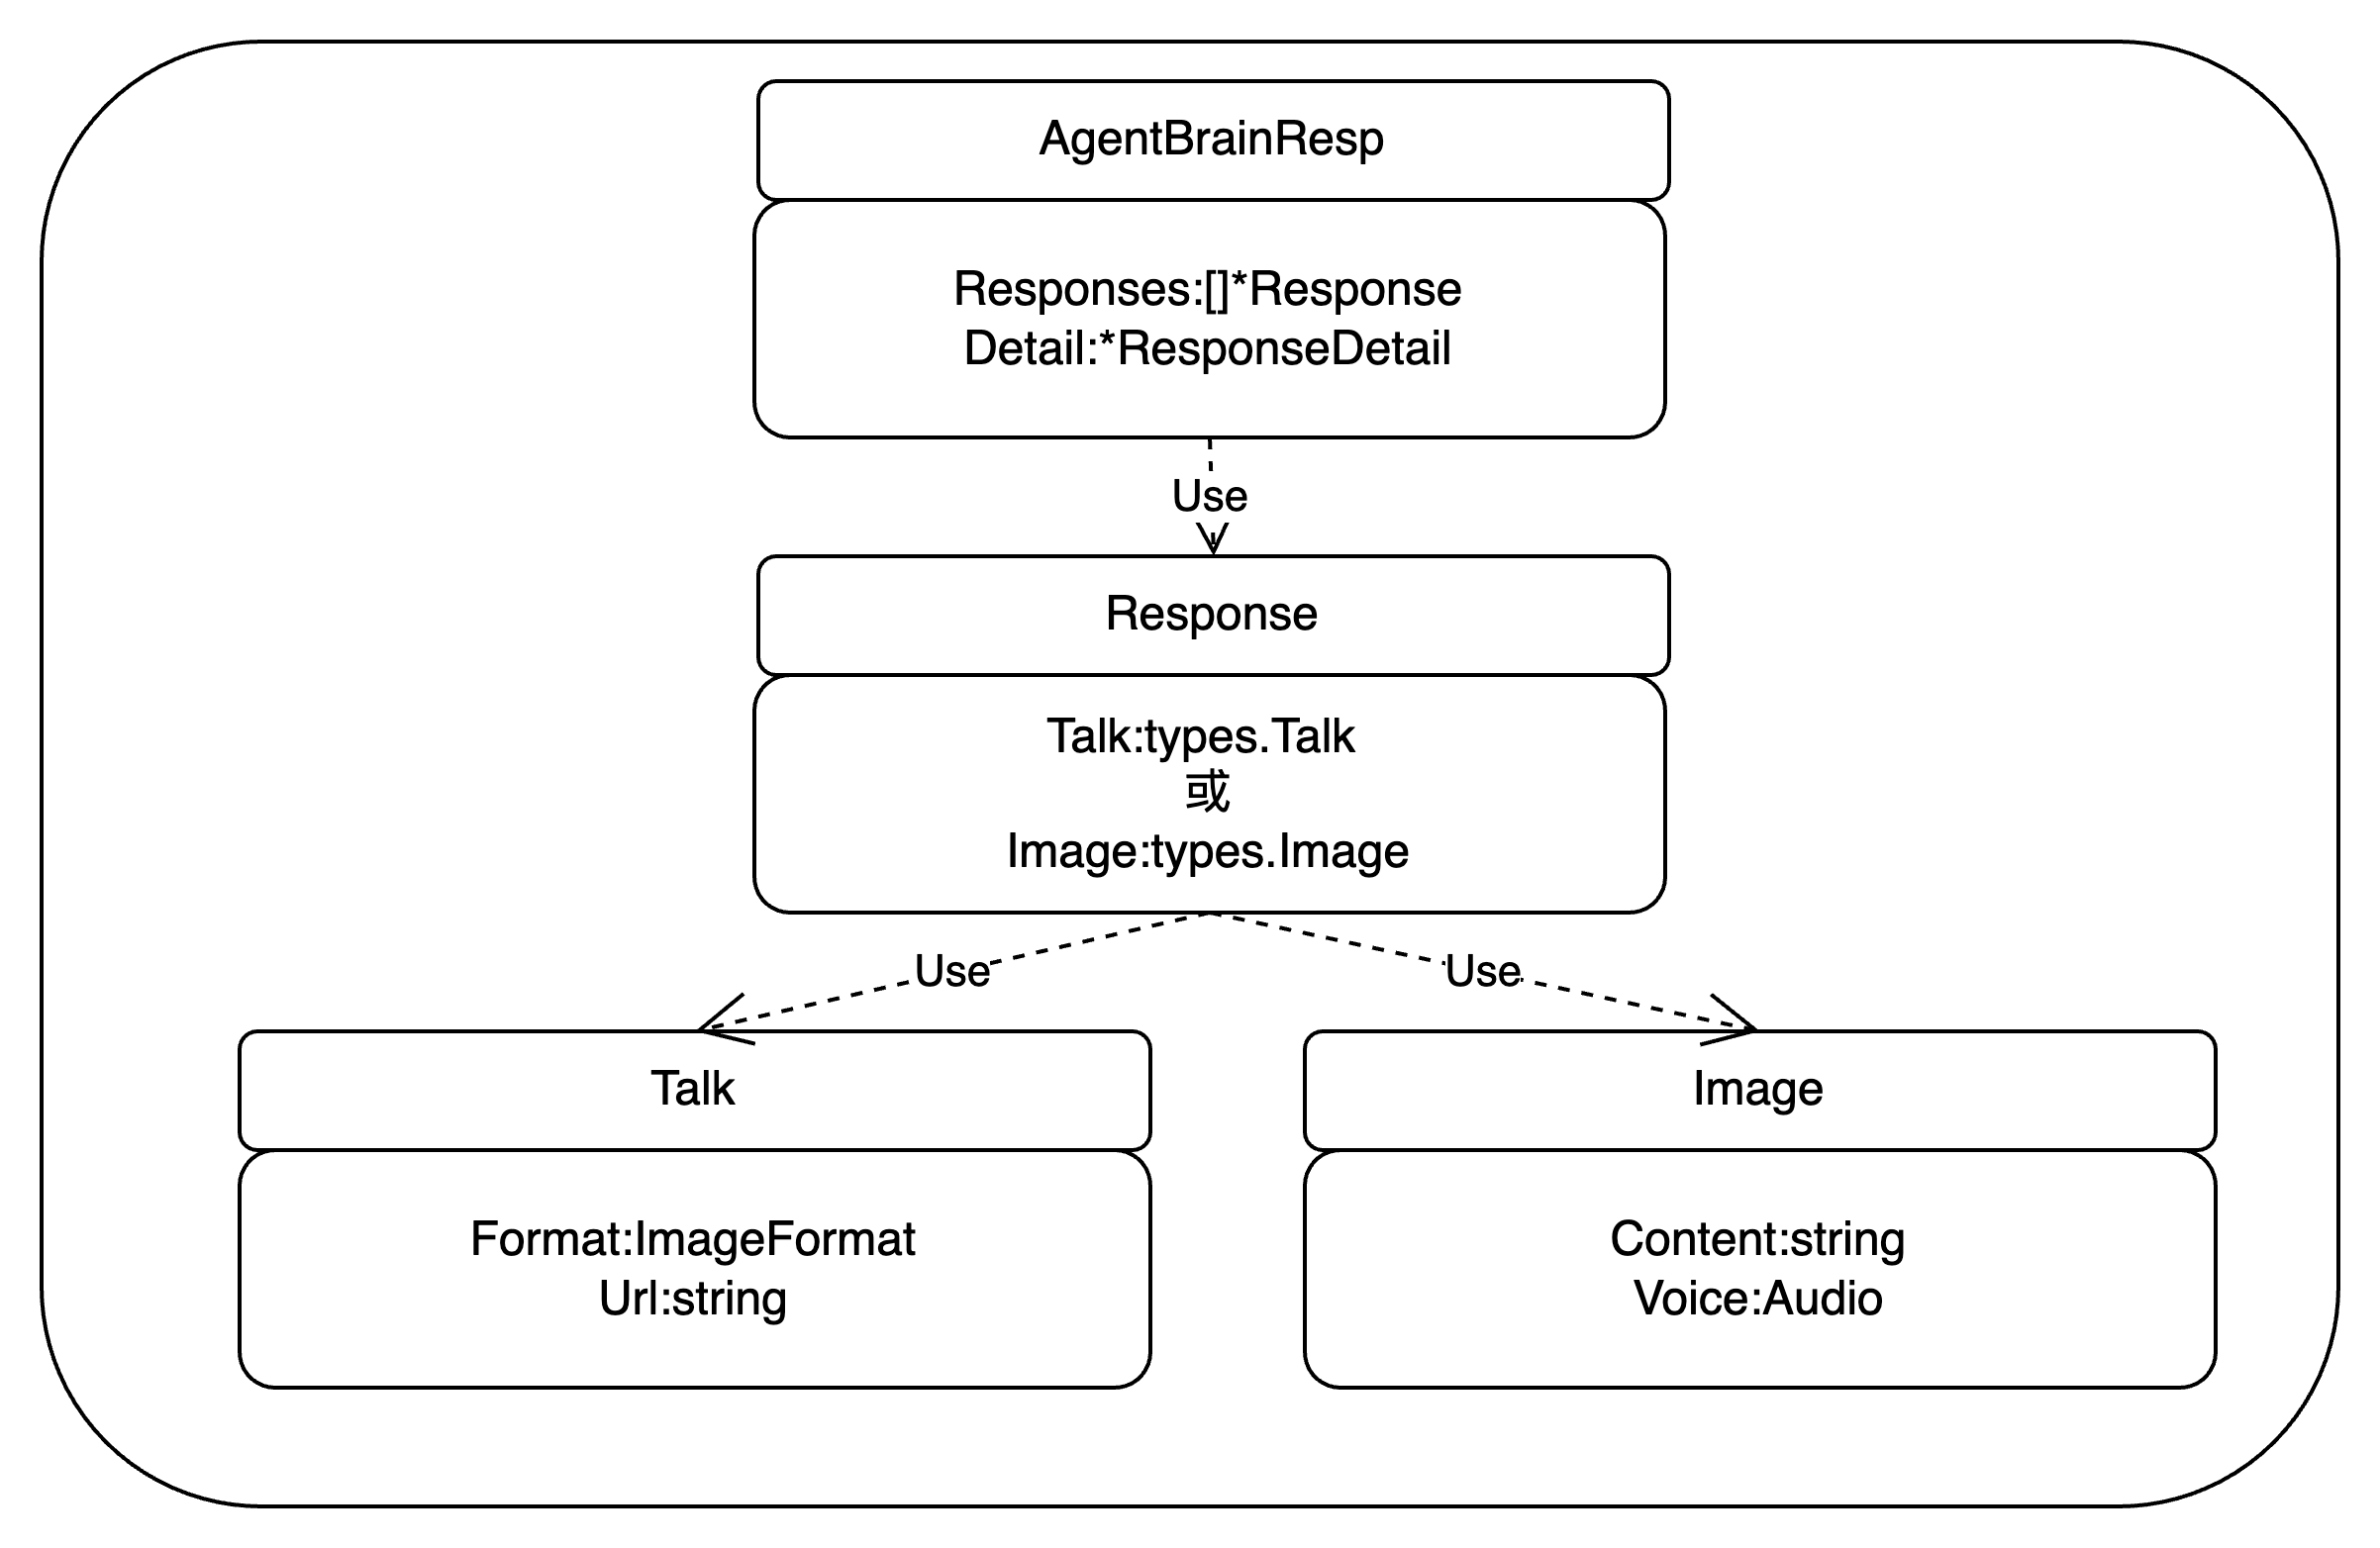 AgentBrainResp
Responses:[]*Response
Detail:*ResponseDetail
Use
Response
Talk:types.Talk
或
Image:types.Image
Use
Use
Talk
Image
Format:ImageFormat
Url:string
Content:string
Voice:Audio